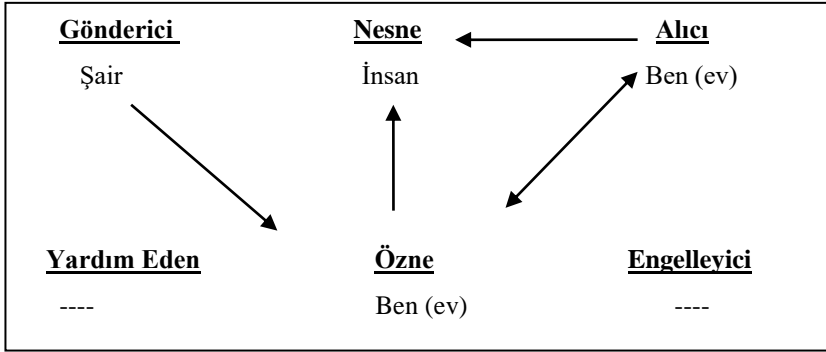 Gönderici Nesne Alıcı
Şair İnsan Ben (ev)
Yardım Eden Özne Engelleyici
---- Ben (ev) ----